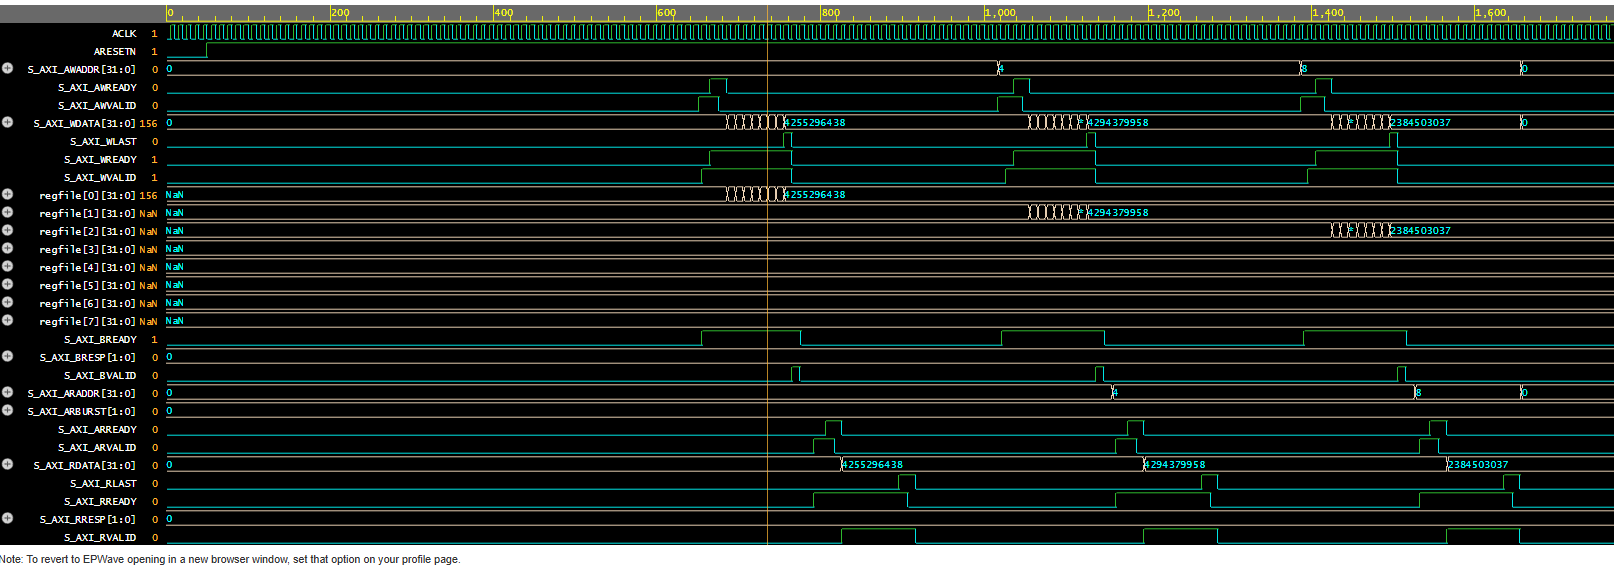 0 200 400 600 800 1,000 1,200 1,400 1,600
ACLK 1
ARESETN 1
S_AXI_AWADDR[31:0] 0 0 4 8 0
S_AXI_AWREADY 0
S_AXI_AWVALID 0
S_AXI_WDATA[31:0] 156 0 4255296438 * 4294379958 * 2384503037 0
S_AXI_WLAST 0
S_AXI_WREADY 1
S_AXI_WVALID 1
regfile[0][31:0] 156 NaN 4255296438
regfile[1][31:0] NaN NaN * 4294379958
regfile[2][31:0] NaN NaN * 2384503037
regfile[3][31:0] NaN NaN
regfile[4][31:0] NaN NaN
regfile[5][31:0] NaN NaN
regfile[6][31:0] NaN NaN
regfile[7][31:0] NaN NaN
S_AXI_BREADY 1
S_AXI_BRESP[1:0] 0 0
S_AXI_BVALID 0
S_AXI_ARADDR[31:0] 0 0 4 8 0
S_AXI_ARBURST[1:0] 0 0
S_AXI_ARREADY 0
S_AXI_ARVALID 0
S_AXI_RDATA[31:0] 0 0 4255296438 4294379958 2384503037
S_AXI_RLAST 0
S_AXI_RREADY 0
S_AXI_RRESP[1:0] 0 0
S_AXI_RVALID 0
Note: To revert to EPWave opening in a new browser window, set that option on your profile page.